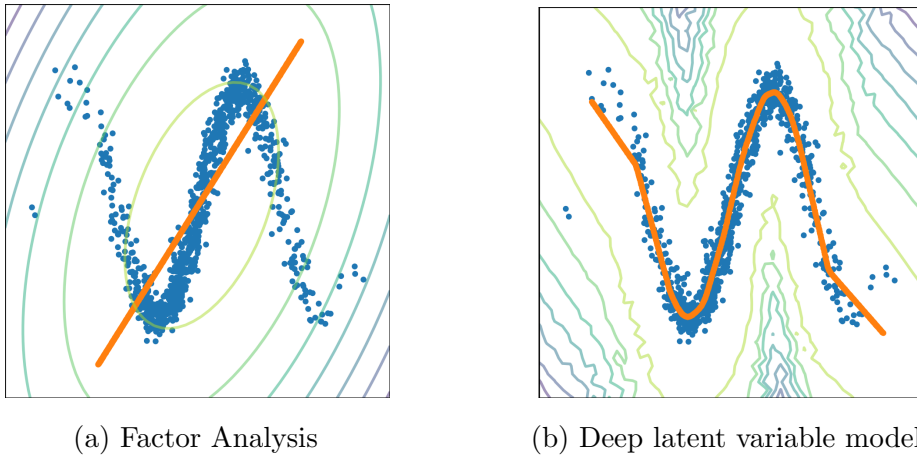 (a) Factor Analysis
(b) Deep latent variable model